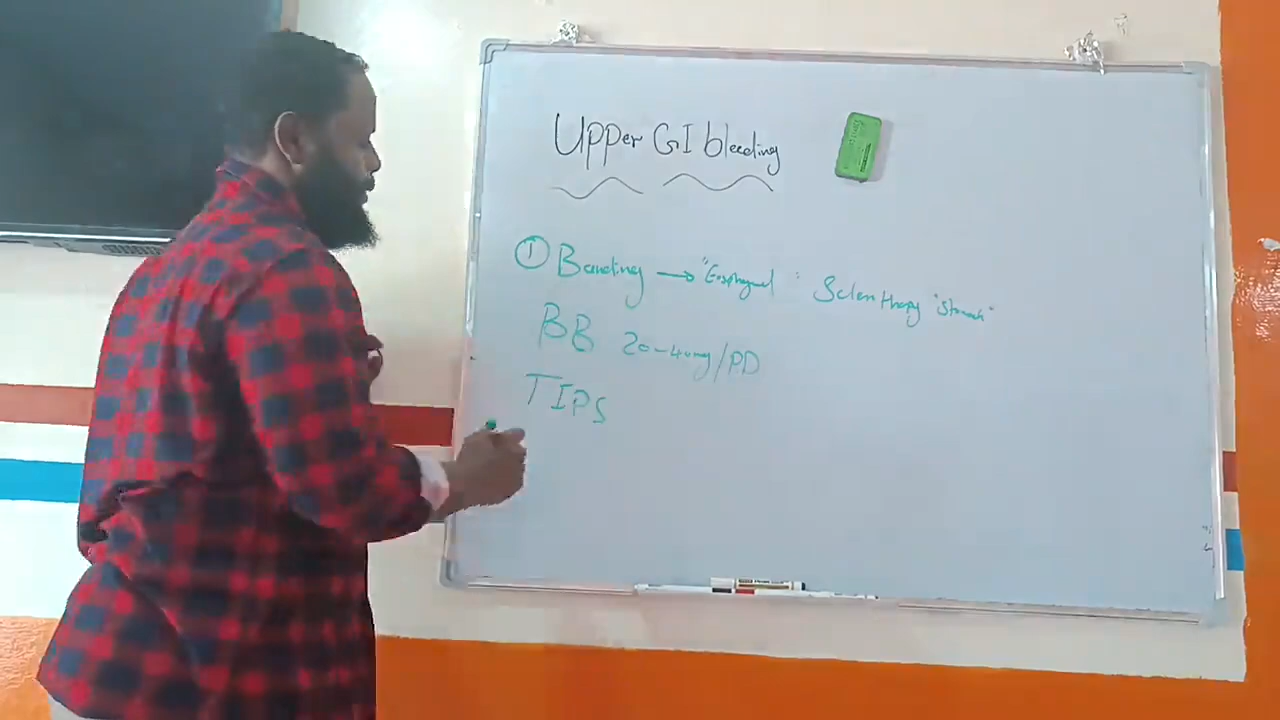 Upper GI bleeding
① Banding → "Esophageal" Sclerotherapy "Stomach"
BB 20-40mg/PD
TIPS